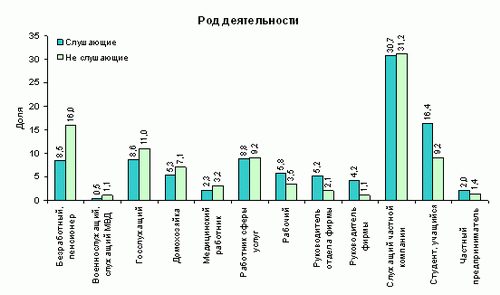 Род деятельности
Слушающие
Не слушающие
Доля
35
30
25
20
15
10
5
0
8,5
16,0
0,5
1,1
8,6
11,0
5,3
7,1
2,3
3,2
8,8
9,2
5,8
3,5
5,2
2,1
4,2
1,1
30,7
31,2
16,4
9,2
2,0
1,4
Безработный,
пенсионер
Военнослужащий,
служащий МВД
Госслужащий
Домохозяйка
Медицинский
работник
Работник сферы
услуг
Рабочий
Руководитель
отдела фирмы
Руководитель
фирмы
Служащий частной
компании
Студент, учащийся
Частный
предприниматель